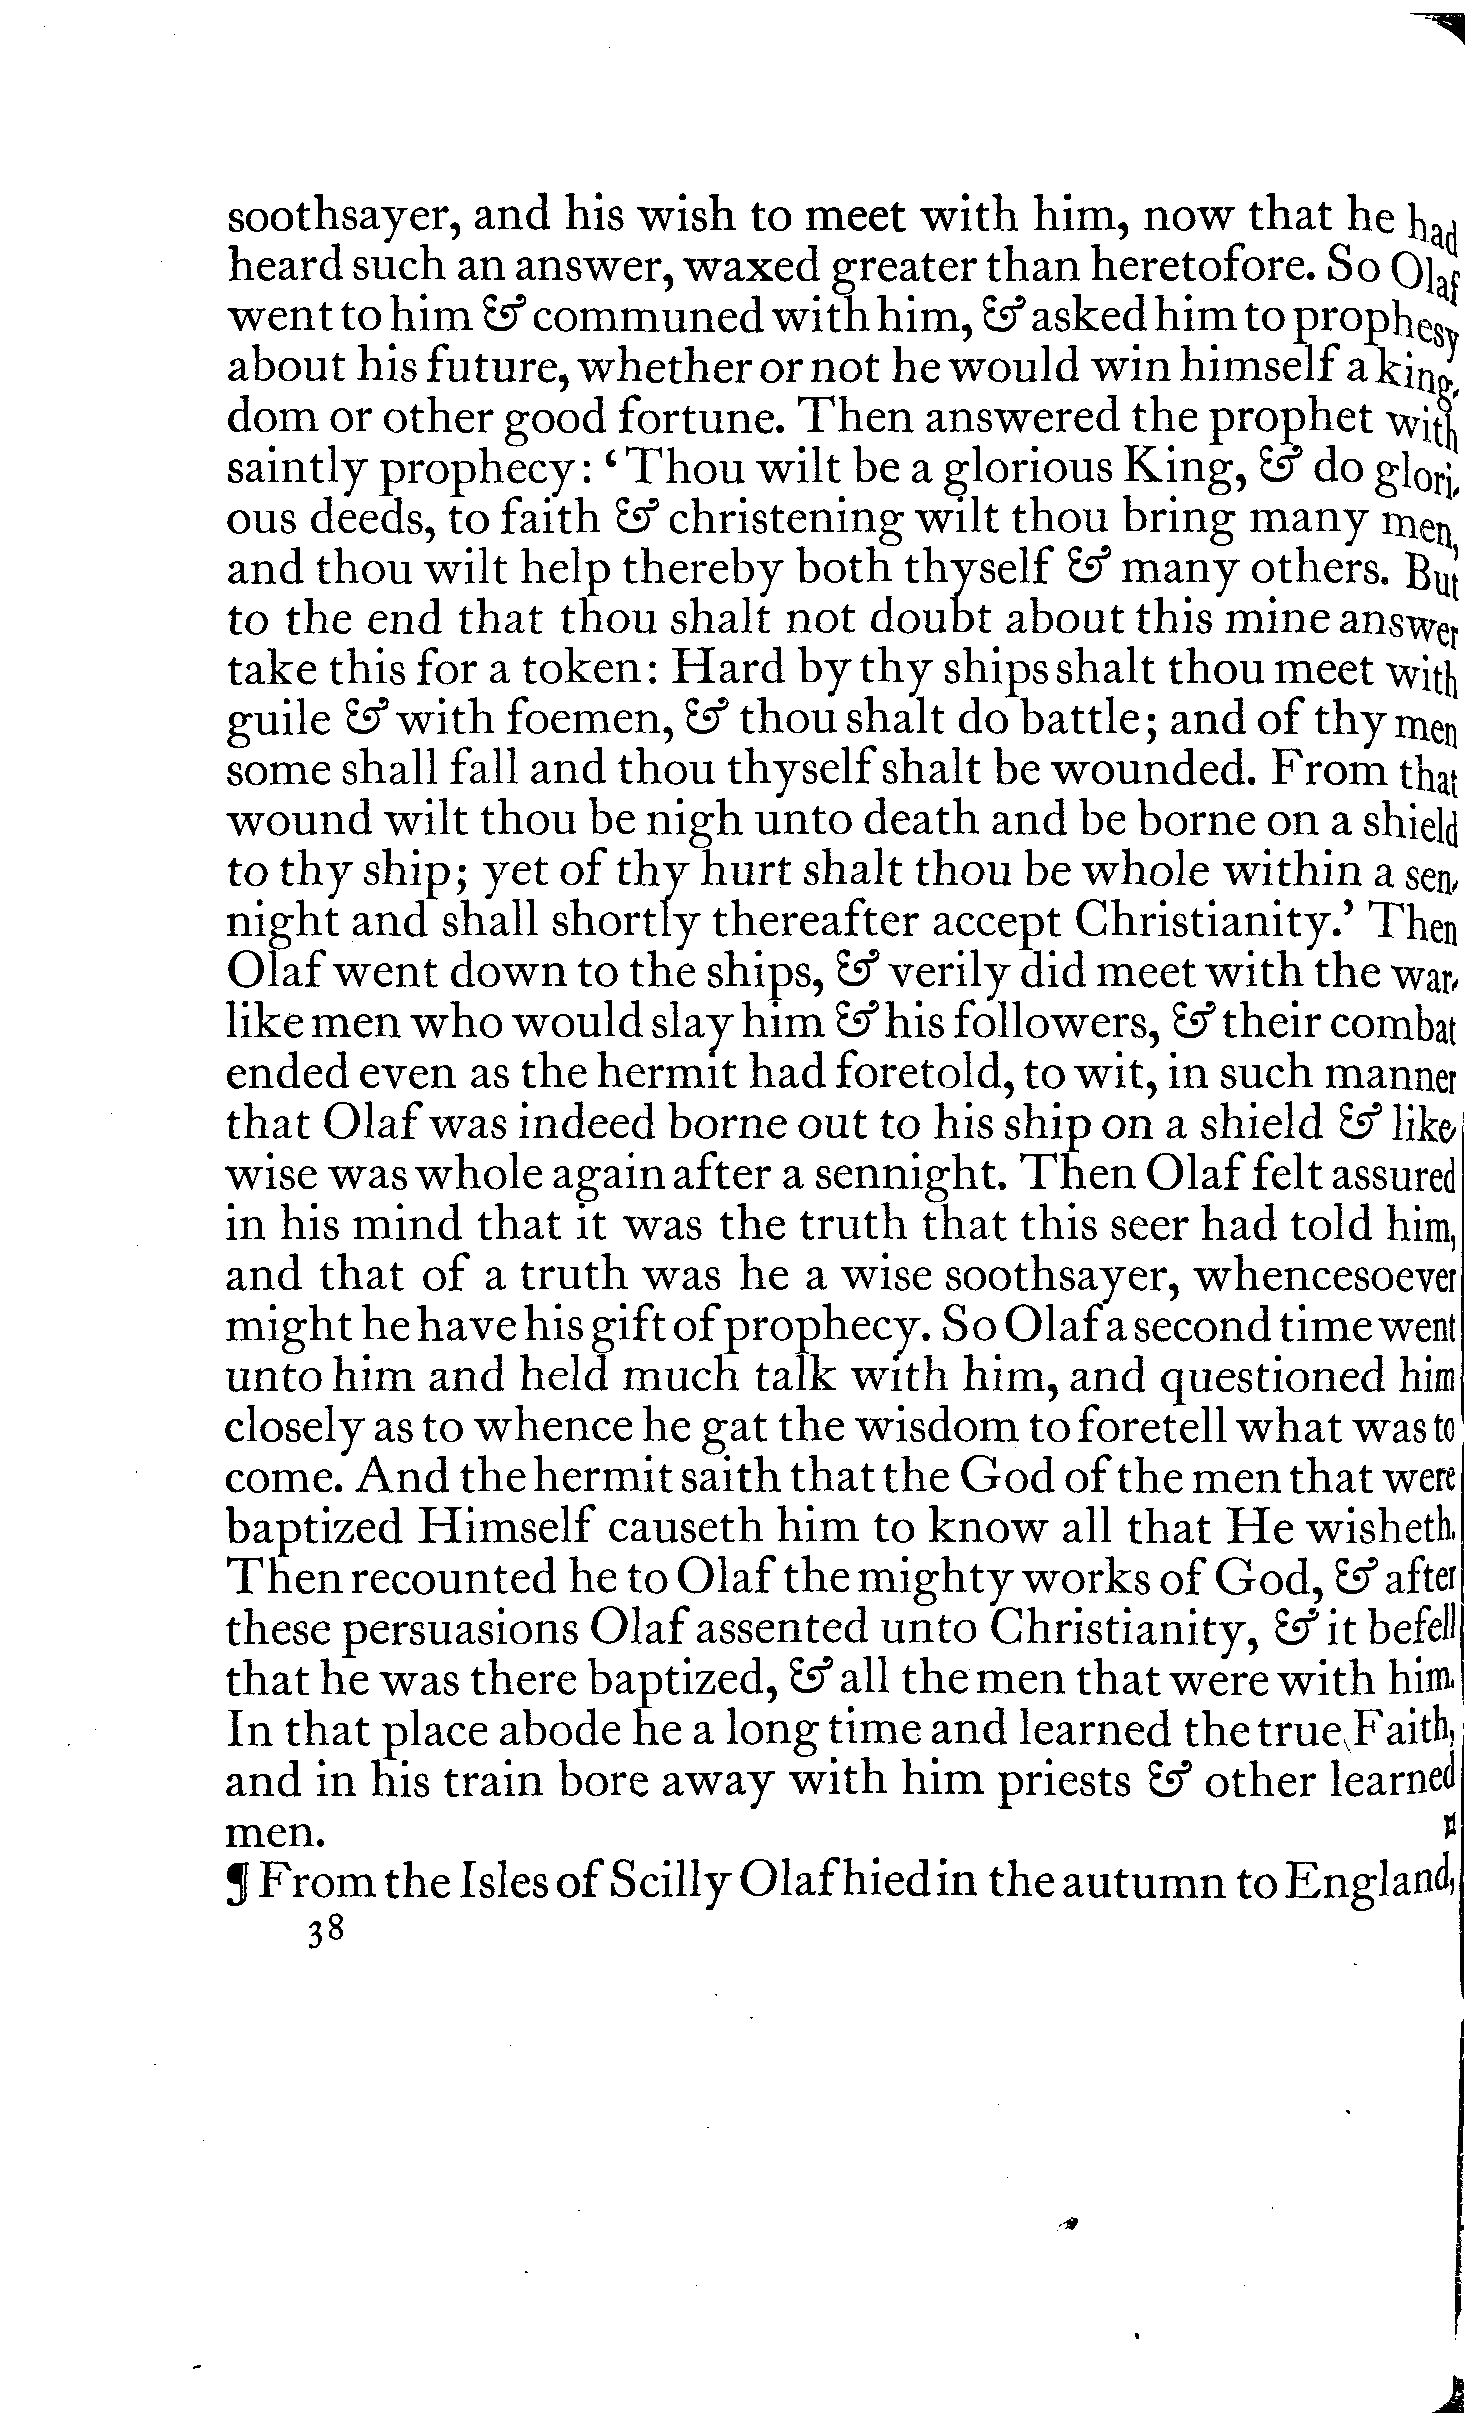 soothsayer, and his wish to meet with him, now that he had
heard such an answer, waxed greater than heretofore. So Olaf
went to him & communed with him, & asked him to prophesy
about his future, whether or not he would win himself a king-
dom or other good fortune. Then answered the prophet with
saintly prophecy: ‘Thou wilt be a glorious King, & do glori-
ous deeds, to faith & christening wilt thou bring many men,
and thou wilt help thereby both thyself & many others. But
to the end that thou shalt not doubt about this mine answer
take this for a token: Hard by thy ships shalt thou meet with
guile & with foemen, & thou shalt do battle; and of thy men
some shall fall and thou thyself shalt be wounded. From that
wound wilt thou be nigh unto death and be borne on a shield
to thy ship; yet of thy hurt shalt thou be whole within a sen-
night and shall shortly thereafter accept Christianity.’ Then
Olaf went down to the ships, & verily did meet with the war-
like men who would slay him & his followers, & their combat
ended even as the hermit had foretold, to wit, in such manner
that Olaf was indeed borne out to his ship on a shield & like-
wise was whole again after a sennight. Then Olaf felt assured
in his mind that it was the truth that this seer had told him,
and that of a truth was he a wise soothsayer, whencesoever
might he have his gift of prophecy. So Olaf a second time went
unto him and held much talk with him, and questioned him
closely as to whence he gat the wisdom to foretell what was to
come. And the hermit saith that the God of the men that were
baptized Himself causeth him to know all that He wisheth.
Then recounted he to Olaf the mighty works of God, & after
these persuasions Olaf assented unto Christianity, & it befell
that he was there baptized, & all the men that were with him.
In that place abode he a long time and learned the true Faith,
and in his train bore away with him priests & other learned
men.
¶ From the Isles of Scilly Olaf hied in the autumn to England,
38